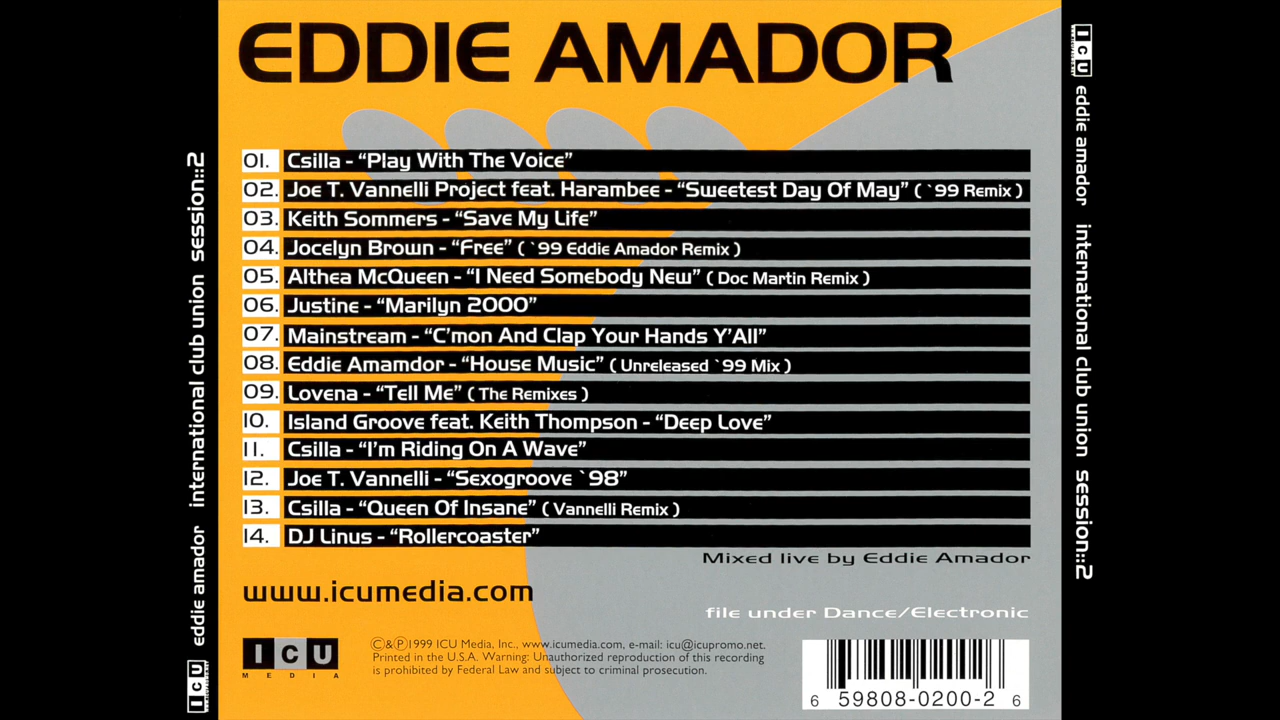 EDDIE AMADOR
01. Csilla - “Play With The Voice”
02. Joe T. Vannelli Project feat. Harambee - “Sweetest Day Of May” ( `99 Remix )
03. Keith Sommers - “Save My Life”
04. Jocelyn Brown - “Free” ( `99 Eddie Amador Remix )
05. Althea McQueen - “I Need Somebody New” ( Doc Martin Remix )
06. Justine - “Marilyn 2000”
07. Mainstream - “C'mon And Clap Your Hands Y'All”
08. Eddie Amamdor - “House Music” ( Unreleased `99 Mix )
09. Lovena - “Tell Me” ( The Remixes )
10. Island Groove feat. Keith Thompson - “Deep Love”
11. Csilla - “I'm Riding On A Wave”
12. Joe T. Vannelli - “Sexogroove `98”
13. Csilla - “Queen Of Insane” ( Vannelli Remix )
14. DJ Linus - “Rollercoaster”
Mixed live by Eddie Amador
www.icumedia.com
file under Dance/Electronic
ICU
MEDIA
©&℗1999 ICU Media, Inc., www.icumedia.com, e-mail: icu@icupromo.net.
Printed in the U.S.A. Warning: Unauthorized reproduction of this recording
is prohibited by Federal Law and subject to criminal prosecution.
6 59808-0200-2 6
ICU eddie amador international club union session::2
ICU eddie amador international club union session::2